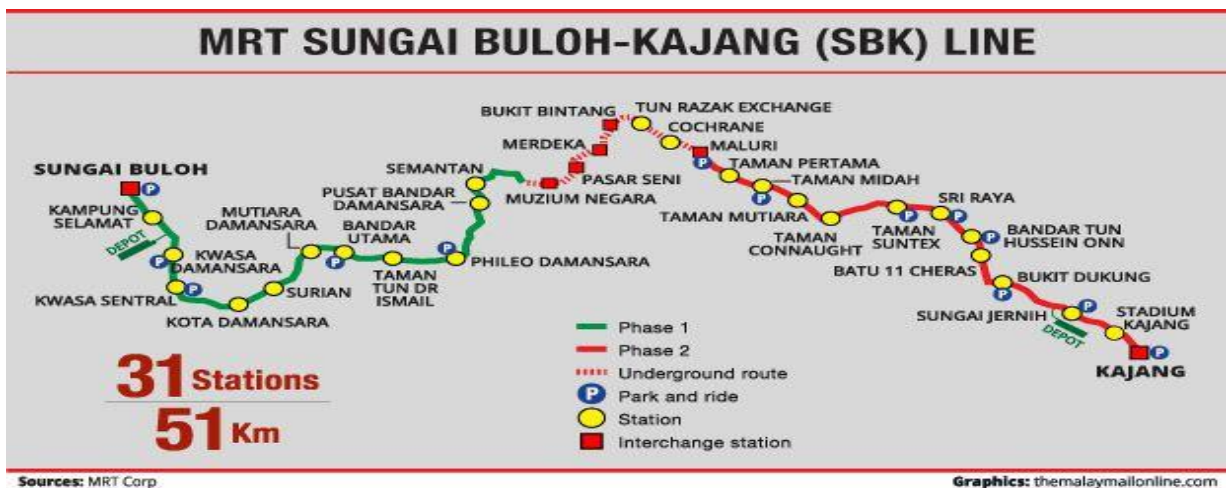 MRT SUNGAI BULOH-KAJANG (SBK) LINE
SUNGAI BULOH
P
KAMPUNG
SELAMAT
DEPOT
P
KWASA
DAMANSARA
KWASA SENTRAL
P
KOTA DAMANSARA
SURIAN
MUTIARA
DAMANSARA
BANDAR
UTAMA
P
TAMAN
TUN DR
ISMAIL
P
PHILEO DAMANSARA
PUSAT BANDAR
DAMANSARA
SEMANTAN
MUZIUM NEGARA
PASAR SENI
MERDEKA
BUKIT BINTANG
TUN RAZAK EXCHANGE
COCHRANE
MALURI
P
TAMAN PERTAMA
TAMAN MIDAH
P
TAMAN MUTIARA
TAMAN
CONNAUGHT
TAMAN
SUNTEX
P
SRI RAYA
P
BANDAR TUN
HUSSEIN ONN
P
BATU 11 CHERAS
BUKIT DUKUNG
P
SUNGAI JERNIH
P
DEPOT
STADIUM
KAJANG
KAJANG
P
31 Stations
51 Km
Phase 1
Phase 2
Underground route
P Park and ride
Station
Interchange station
Sources: MRT Corp
Graphics: themalaymailonline.com